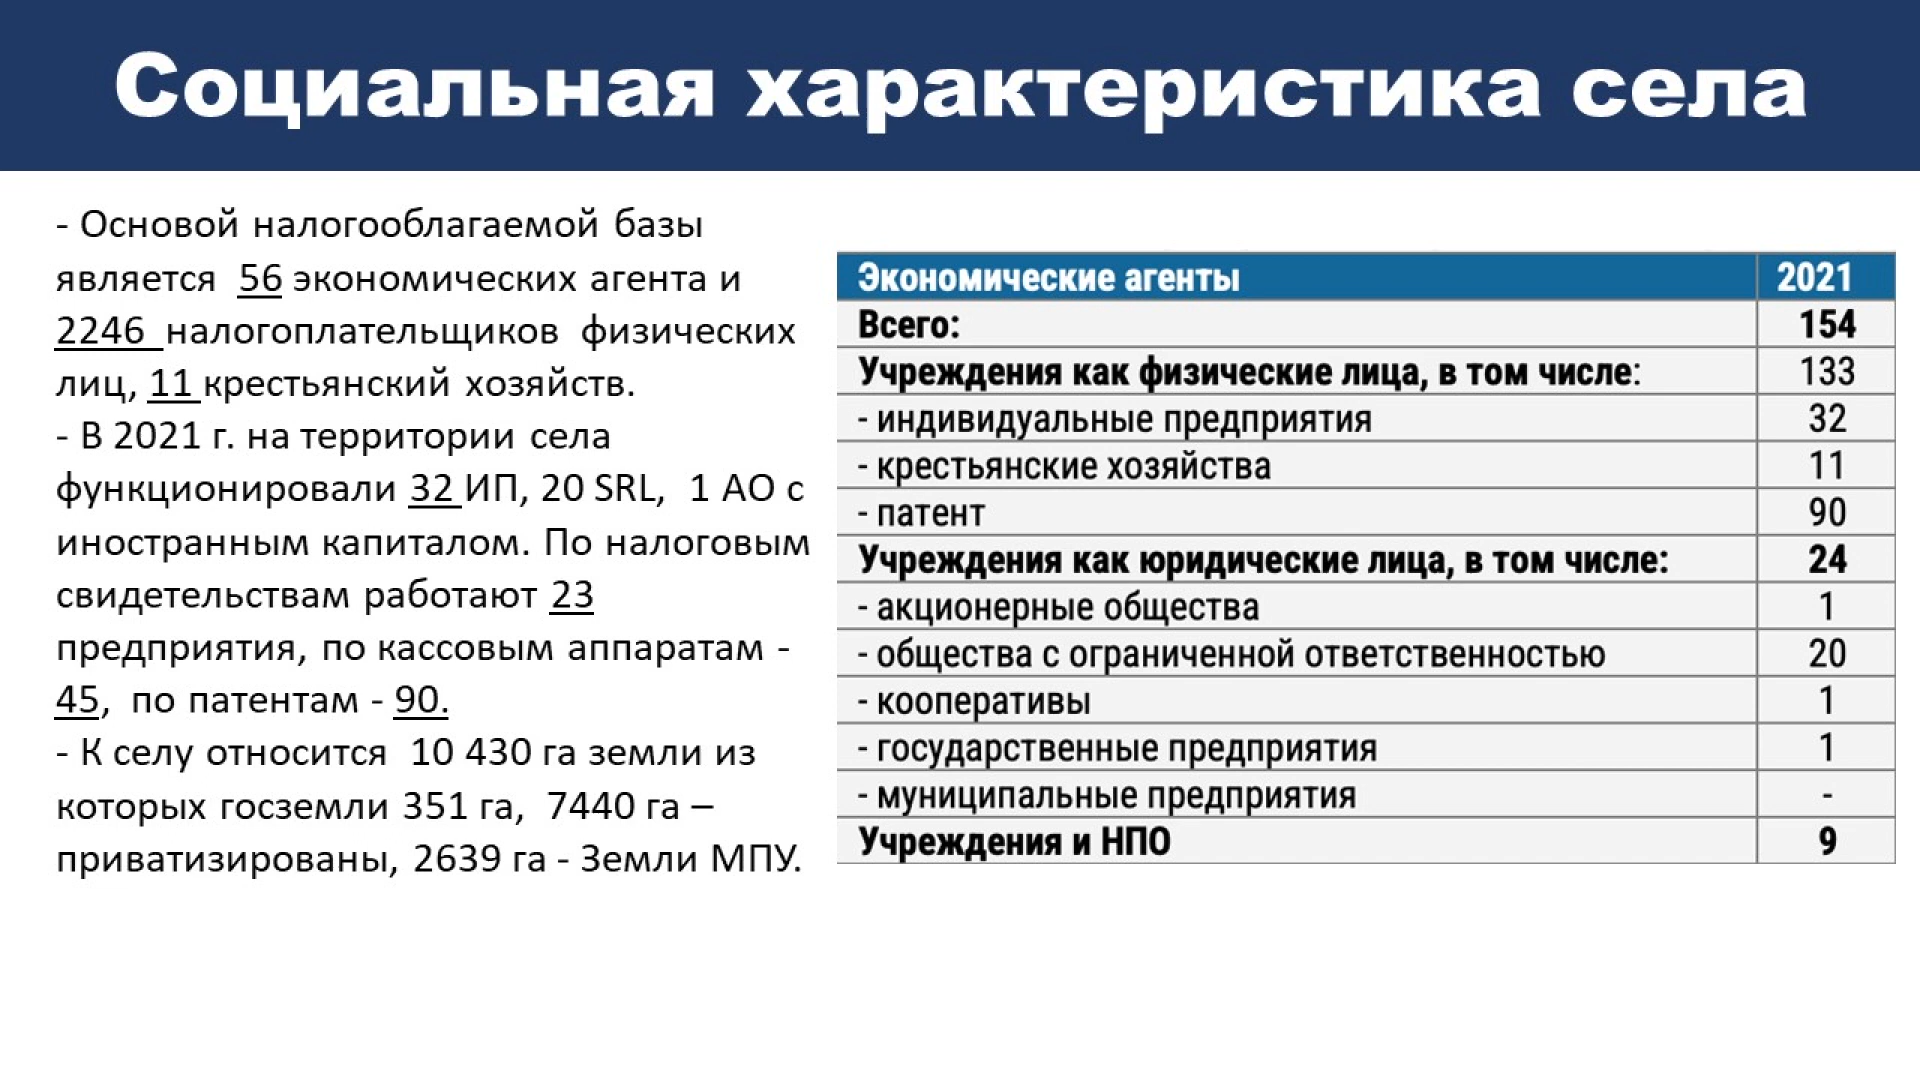 Социальная характеристика села
- Основой налогооблагаемой базы
является 56 экономических агента и
2246 налогоплательщиков физических
лиц, 11 крестьянский хозяйств.
- В 2021 г. на территории села
функционировали 32 ИП, 20 SRL, 1 АО с
иностранным капиталом. По налоговым
свидетельствам работают 23
предприятия, по кассовым аппаратам -
45, по патентам - 90.
- К селу относится 10 430 га земли из
которых госземли 351 га, 7440 га –
приватизированы, 2639 га - Земли МПУ.
Экономические агенты 2021
Всего: 154
Учреждения как физические лица, в том числе: 133
- индивидуальные предприятия 32
- крестьянские хозяйства 11
- патент 90
Учреждения как юридические лица, в том числе: 24
- акционерные общества 1
- общества с ограниченной ответственностью 20
- кооперативы 1
- государственные предприятия 1
- муниципальные предприятия -
Учреждения и НПО 9